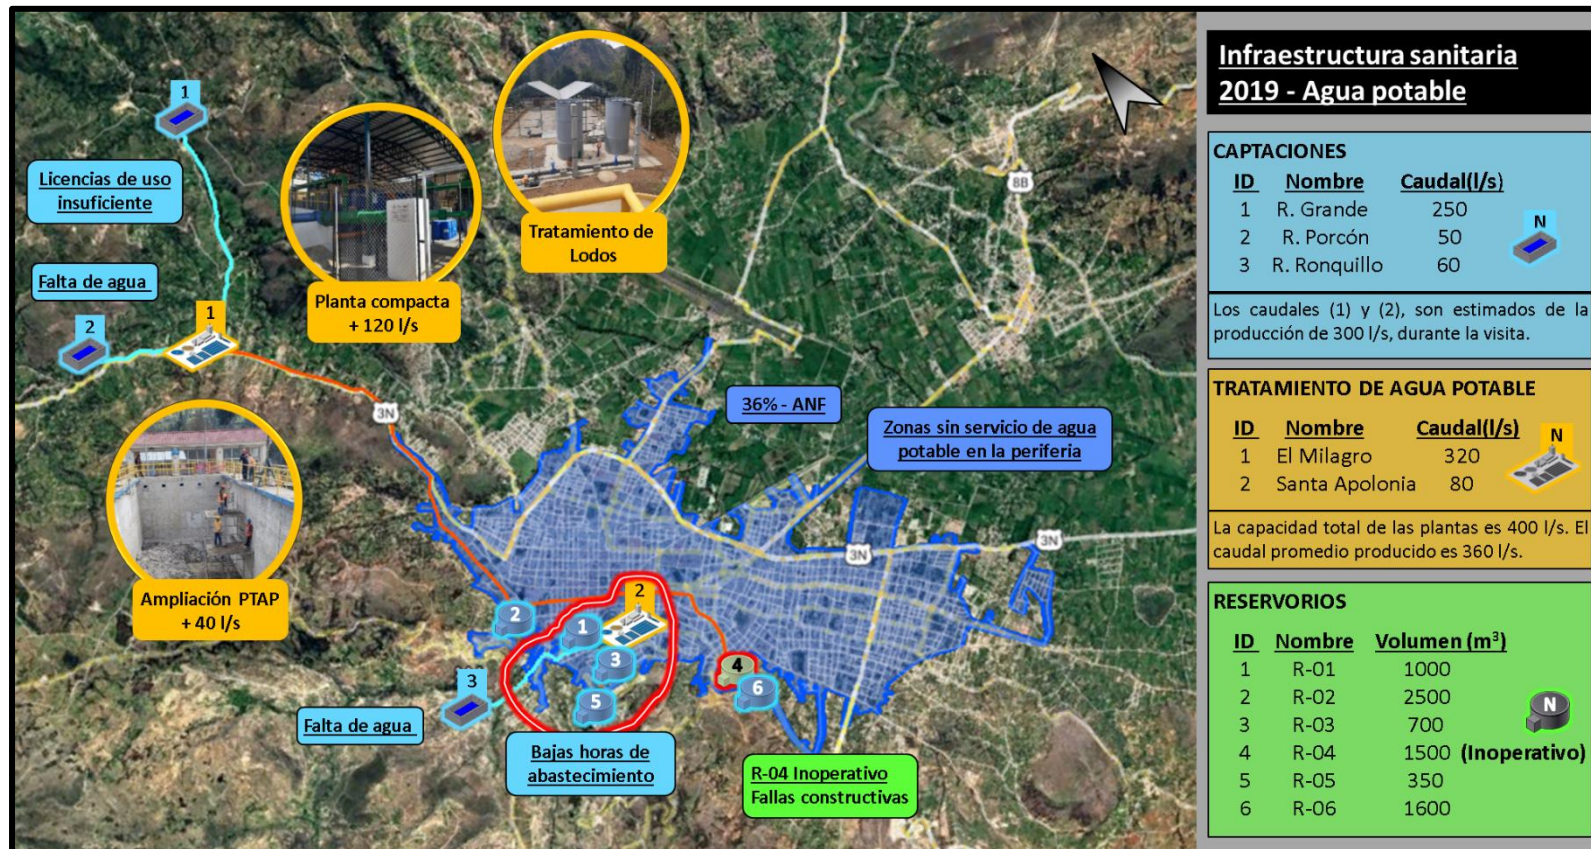 1
Licencias de uso
insuficiente
Falta de agua
2
1
Planta compacta
+ 120 l/s
Tratamiento de
Lodos
8B
3N
36% - ANF
Zonas sin servicio de agua
potable en la periferia
Ampliación PTAP
+ 40 l/s
3N
3N
2
2
1
3
5
4
6
3
Falta de agua
Bajas horas de
abastecimiento
R-04 Inoperativo
Fallas constructivas
Infraestructura sanitaria
2019 - Agua potable
CAPTACIONES
ID Nombre Caudal(l/s)
1 R. Grande 250
2 R. Porcón 50
3 R. Ronquillo 60
N
Los caudales (1) y (2), son estimados de la
producción de 300 l/s, durante la visita.
TRATAMIENTO DE AGUA POTABLE
ID Nombre Caudal(l/s)
1 El Milagro 320
2 Santa Apolonia 80
N
La capacidad total de las plantas es 400 l/s. El
caudal promedio producido es 360 l/s.
RESERVORIOS
ID Nombre Volumen (m³)
1 R-01 1000
2 R-02 2500
3 R-03 700
4 R-04 1500 (Inoperativo)
5 R-05 350
6 R-06 1600
N